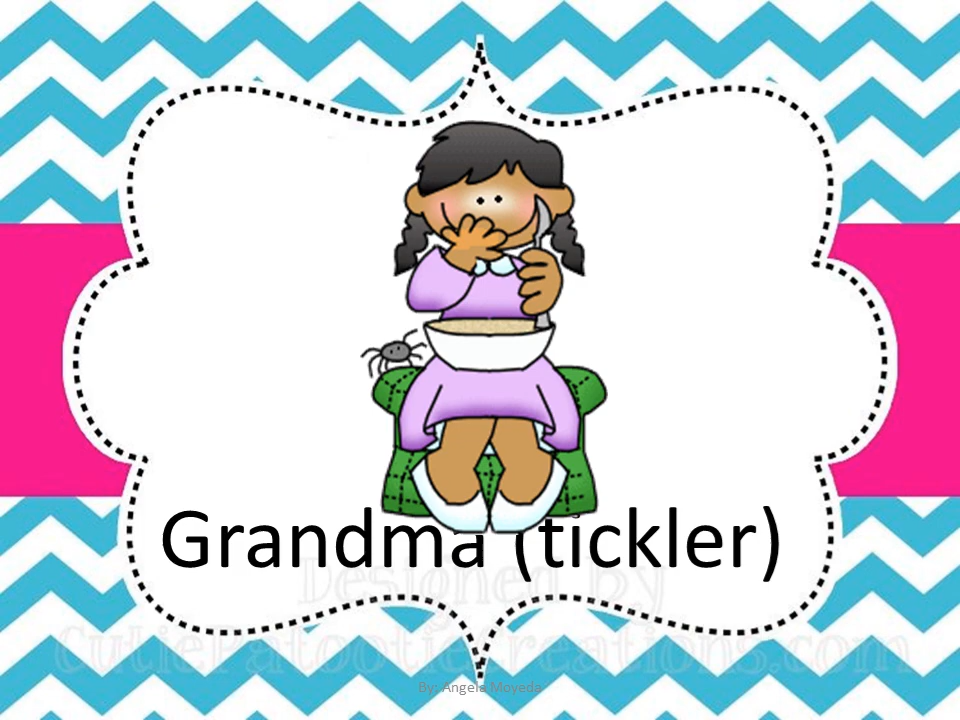 Grandma (tickler)
Designed By
CutiePatootieCreations.com
By: Angela Moyeda